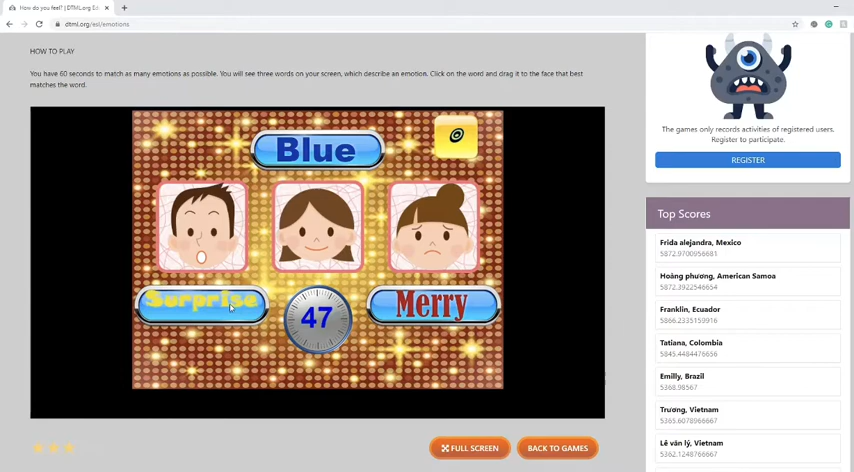 How do you feel? | DTML.org Ed
dtml.org/esl/emotions
HOW TO PLAY
You have 60 seconds to match as many emotions as possible. You will see three words on your screen, which describe an emotion. Click on the word and drag it to the face that best
matches the word.
Blue
Surprise
47
Merry
FULL SCREEN
BACK TO GAMES
The games only records activities of registered users.
Register to participate.
REGISTER
Top Scores
Frida alejandra, Mexico
5872.9700956681
Hoàng phương, American Samoa
5872.3922546654
Franklin, Ecuador
5866.2335159916
Tatiana, Colombia
5845.4484476656
Emilly, Brazil
5368.98567
Trương, Vietnam
5365.6078966667
Lê văn lý, Vietnam
5362.1248766667